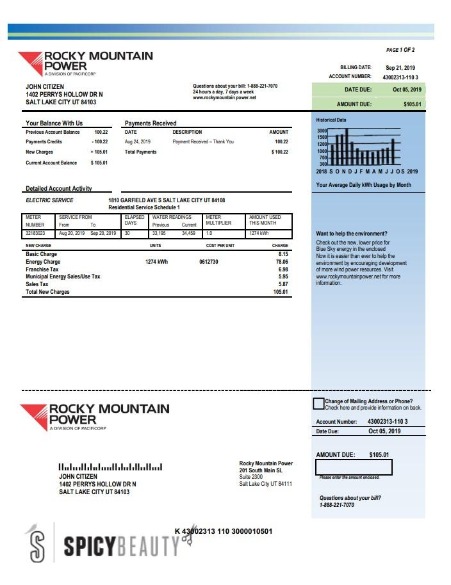 PAGE 1 OF 2
ROCKY MOUNTAIN
POWER
A DIVISION OF PACIFICORP
BILLING DATE: Sep 21, 2019
ACCOUNT NUMBER: 43002313-110 3
DATE DUE: Oct 05, 2019
AMOUNT DUE: $105.01
JOHN CITIZEN
1402 PERRYS HOLLOW DR N
SALT LAKE CITY UT 84103
Questions about your bill: 1-888-221-7070
24 hours a day, 7 days a week
www.rockymountain power.net
Your Balance With Us
Previous Account Balance 100.22
Payments Credits - 100.22
New Charges + 105.01
Current Account Balance $ 105.01
Payments Received
DATE DESCRIPTION AMOUNT
Aug 24, 2019 Payment Received – Thank You 100.22
Total Payments $ 100.22
Historical Data
2018 S O N D J F M A M J J O S 2019
Your Average Daily kWh Usage by Month
Detailed Account Activity
ELECTRIC SERVICE 1810 GARFIELD AVE S SALT LAKE CITY UT 84108
Residential Service Schedule 1
METER NUMBER SERVICE FROM From To ELAPSED DAYS WATER READINGS Previous Current METER MULTIPLIER AMOUNT USED THIS MONTH
Aug 20, 2019 Sep 20, 2019 30 1.0 1274 kWh
NEW CHARGE UNITS COST PER UNIT CHARGE
Basic Charge 8.15
Energy Charge 1274 kWh 0612730 78.06
Franchise Tax 6.98
Municipal Energy Sales/Use Tax 5.95
Sales Tax 5.87
Total New Charges 105.01
Want to help the environment?
Check out the new, lower price for
Blue Sky energy in the enclosed
Now it is easier than ever to help the
environment by encouraging development
of more wind power resources. Visit
www.rockymountainpower.net for more
information.
ROCKY MOUNTAIN
POWER
A DIVISION OF PACIFICORP
Change of Mailing Address or Phone?
Check here and provide information on back.
Account Number: 43002313-110 3
Date Due: Oct 05, 2019
AMOUNT DUE: $105.01
Please enter the amount enclosed.
Questions about your bill?
1-888-221-7070
JOHN CITIZEN
1402 PERRYS HOLLOW DR N
SALT LAKE CITY UT 84103
Rocky Mountain Power
201 South Main St,
Suite 2300
Salt Lake City UT 84111
K 43002313 110 3000010501
SPICYBEAUTY